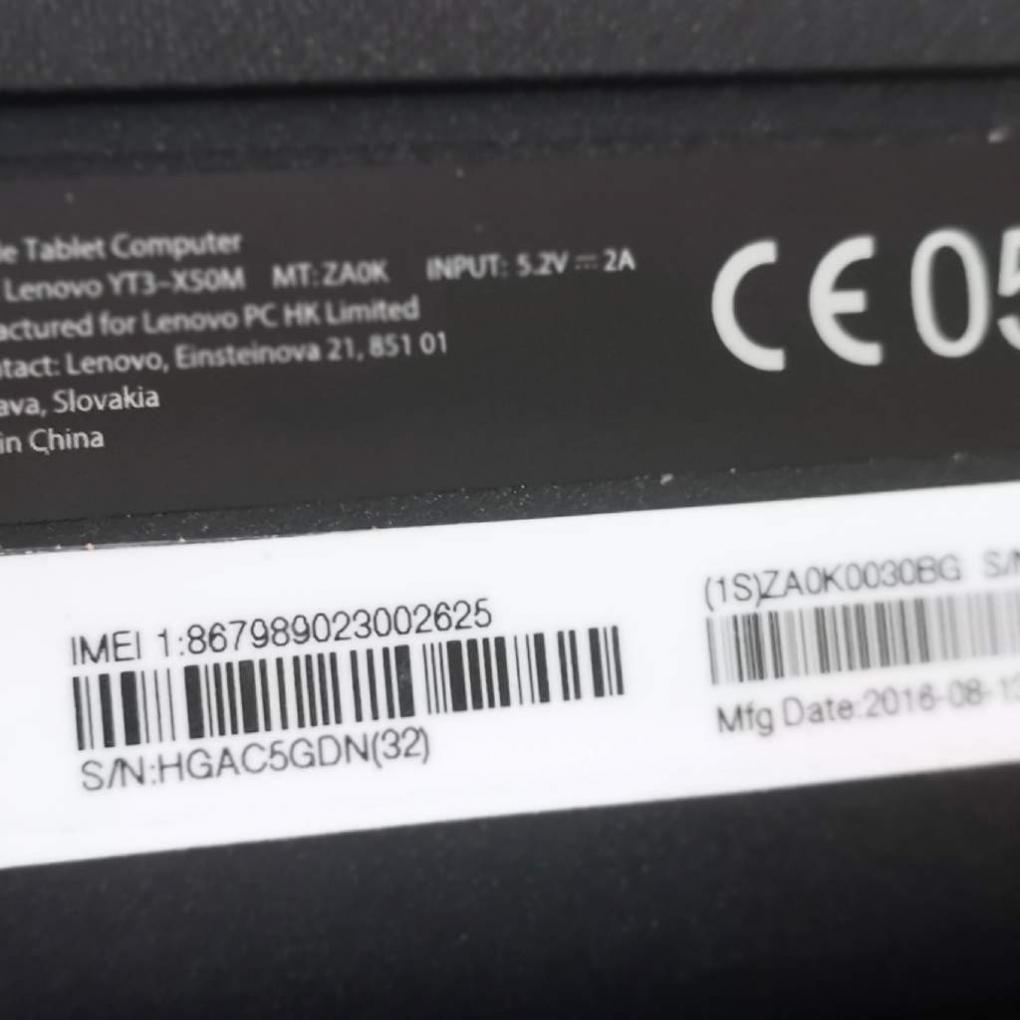 le Tablet Computer
Lenovo YT3-X50M MT: ZA0K INPUT: 5.2V ⎓ 2A
actured for Lenovo PC HK Limited
ntact: Lenovo, Einsteinova 21, 851 01
ava, Slovakia
in China
CE 05
IMEI 1:867989023002625
S/N:HGAC5GDN(32)
(1S)ZA0K0030BG S/N
Mfg Date:2016-08-13